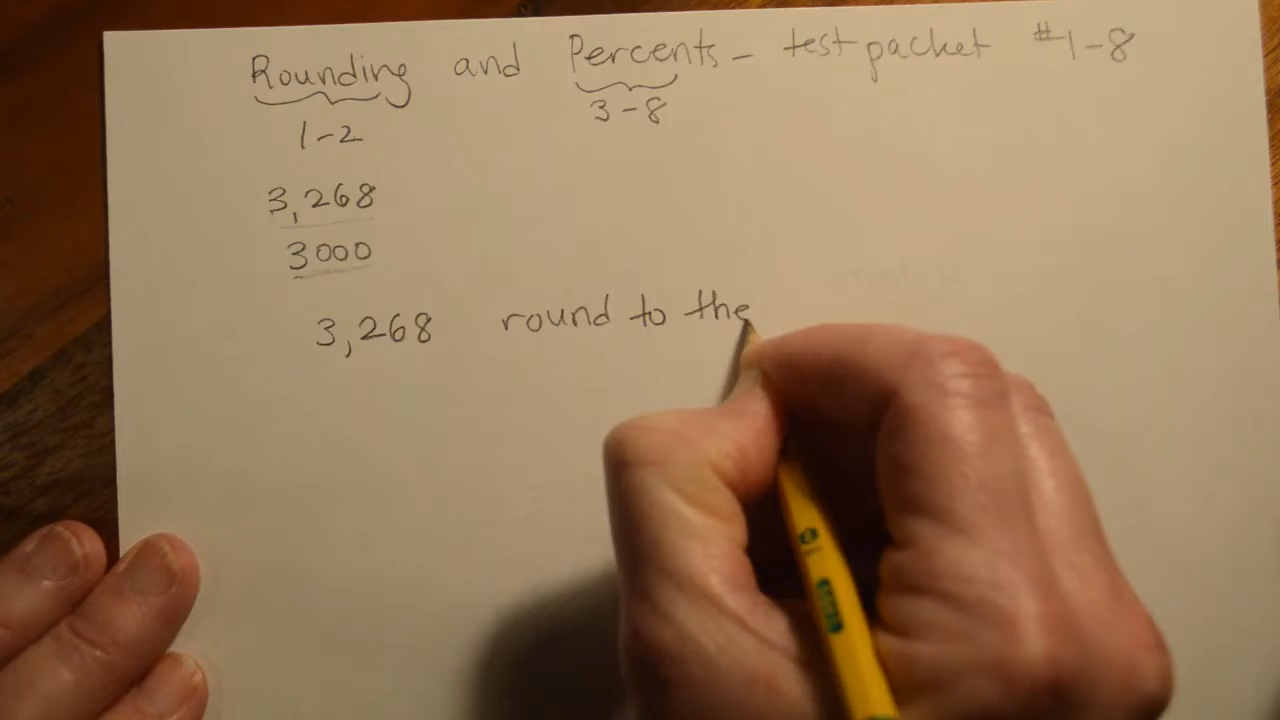 Rounding and Percents - test packet #1-8
1-2
3-8
3,268
3000
3,268 round to the